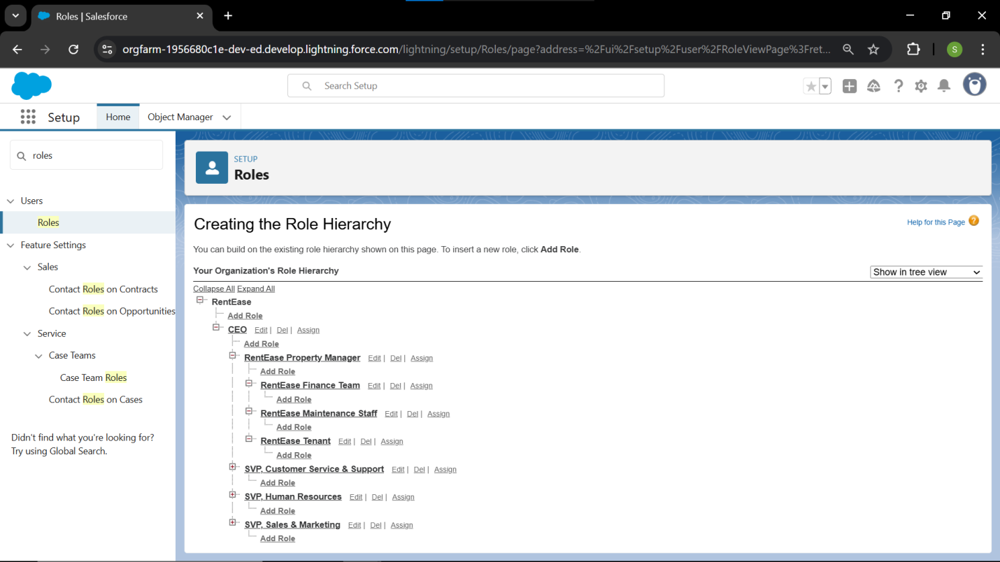 Roles | Salesforce
orgfarm-1956680c1e-dev-ed.develop.lightning.force.com/lightning/setup/Roles/page?address=%2Fui%2Fsetup%2Fuser%2FRoleViewPage%3Fret...
S
Search Setup
Setup
Home
Object Manager
roles
Users
Roles
Feature Settings
Sales
Contact Roles on Contracts
Contact Roles on Opportunities
Service
Case Teams
Case Team Roles
Contact Roles on Cases
Didn't find what you're looking for?
Try using Global Search.
SETUP
Roles
Creating the Role Hierarchy
Help for this Page ?
You can build on the existing role hierarchy shown on this page. To insert a new role, click Add Role.
Your Organization's Role Hierarchy
Show in tree view
Collapse All Expand All
RentEase
Add Role
CEO Edit | Del | Assign
Add Role
RentEase Property Manager Edit | Del | Assign
Add Role
RentEase Finance Team Edit | Del | Assign
Add Role
RentEase Maintenance Staff Edit | Del | Assign
Add Role
RentEase Tenant Edit | Del | Assign
Add Role
SVP, Customer Service & Support Edit | Del | Assign
Add Role
SVP, Human Resources Edit | Del | Assign
Add Role
SVP, Sales & Marketing Edit | Del | Assign
Add Role